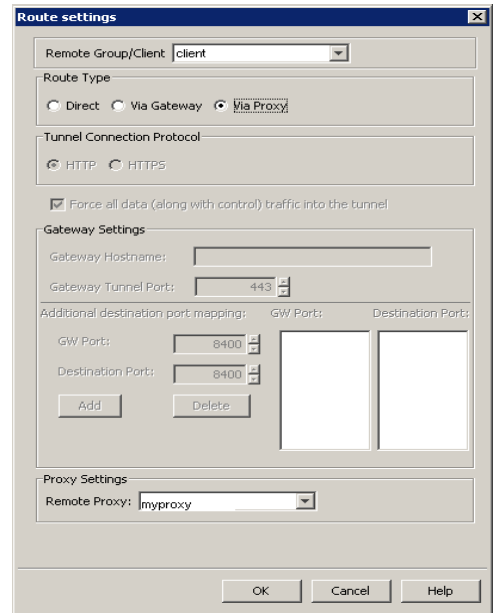 Route settings
Remote Group/Client client
Route Type
Direct Via Gateway Via Proxy
Tunnel Connection Protocol
HTTP HTTPS
Force all data (along with control) traffic into the tunnel
Gateway Settings
Gateway Hostname:
Gateway Tunnel Port: 443
Additional destination port mapping: GW Port: Destination Port:
GW Port: 8400
Destination Port: 8400
Add Delete
Proxy Settings
Remote Proxy: myproxy
OK Cancel Help